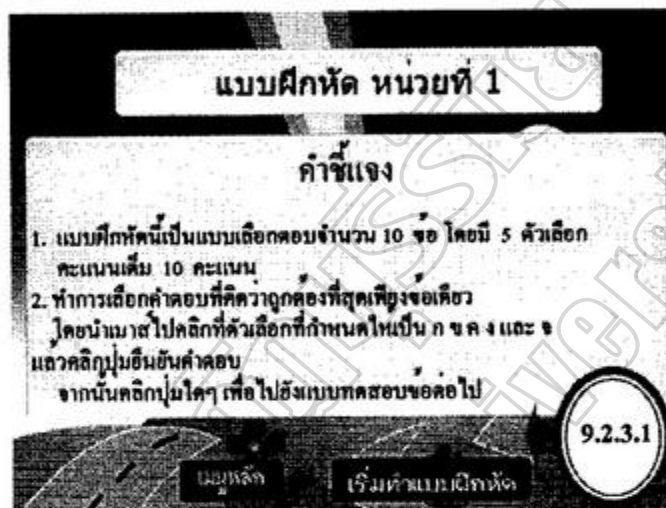 แบบฝึกหัด หน่วยที่ 1
คำชี้แจง
1. แบบฝึกหัดนี้เป็นแบบเลือกตอบจำนวน 10 ข้อ โดยมี 5 ตัวเลือก
คะแนนเต็ม 10 คะแนน
2. ทำการเลือกคำตอบที่คิดว่าถูกต้องที่สุดเพียงข้อเดียว
โดยนำเมาส์ไปคลิกที่ตัวเลือกที่กำหนดให้เป็น ก ข ค ง และ จ
แล้วคลิกปุ่มยืนยันคำตอบ
จากนั้นคลิกปุ่มใดๆ เพื่อไปยังแบบทดสอบข้อต่อไป
9.2.3.1
เมนูหลัก
เริ่มทำแบบฝึกหัด